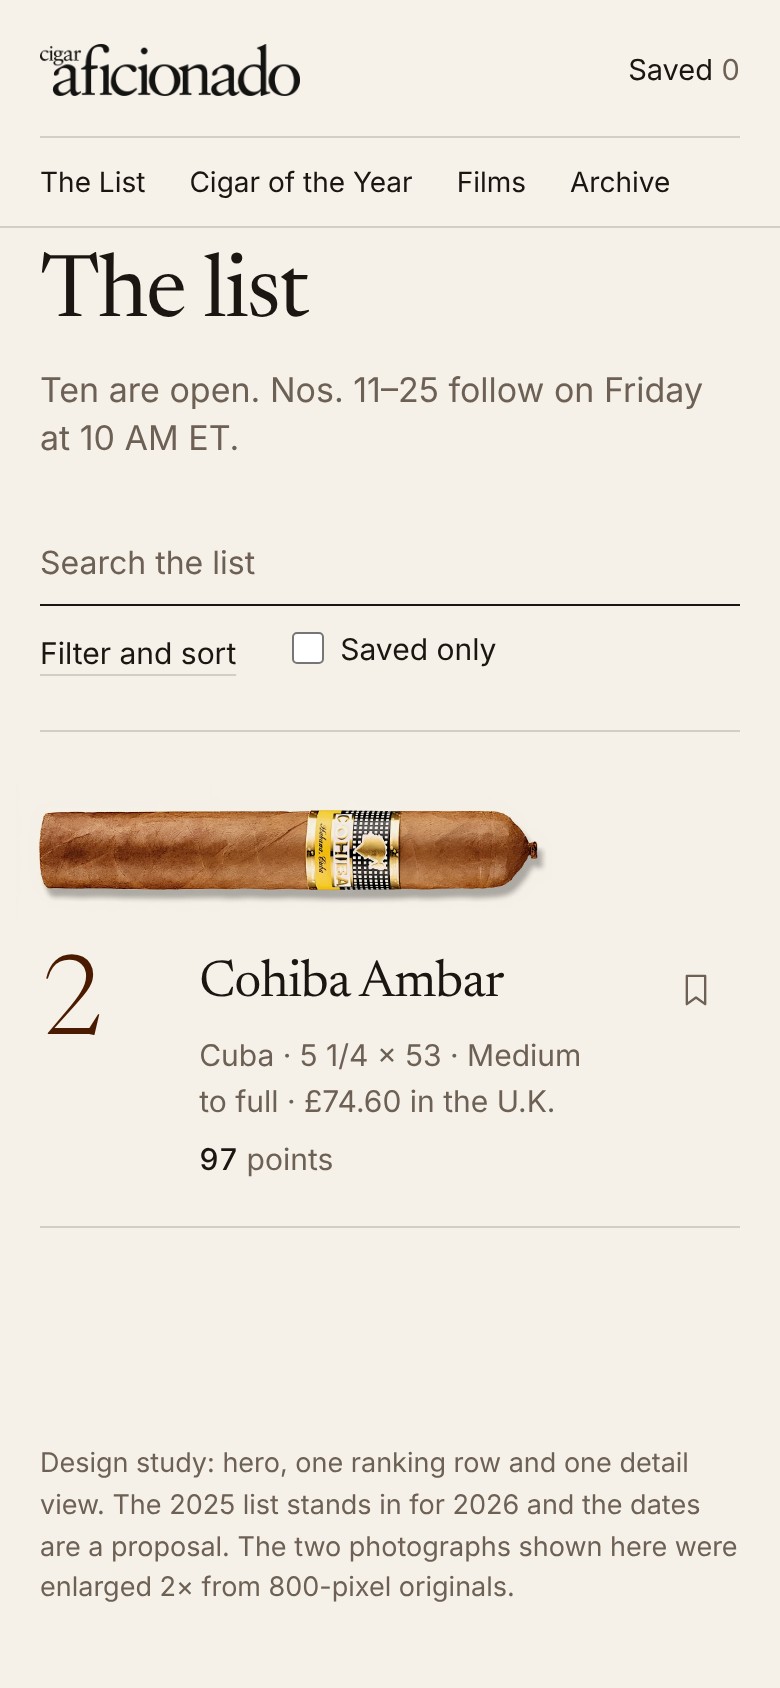 cigar
aficionado
Saved 0
The List Cigar of the Year Films Archive
The list
Ten are open. Nos. 11–25 follow on Friday
at 10 AM ET.
Search the list
Filter and sort Saved only
COHIBA
2
Cohiba Ambar
Cuba · 5 1/4 × 53 · Medium
to full · £74.60 in the U.K.
97 points
Design study: hero, one ranking row and one detail
view. The 2025 list stands in for 2026 and the dates
are a proposal. The two photographs shown here were
enlarged 2× from 800-pixel originals.